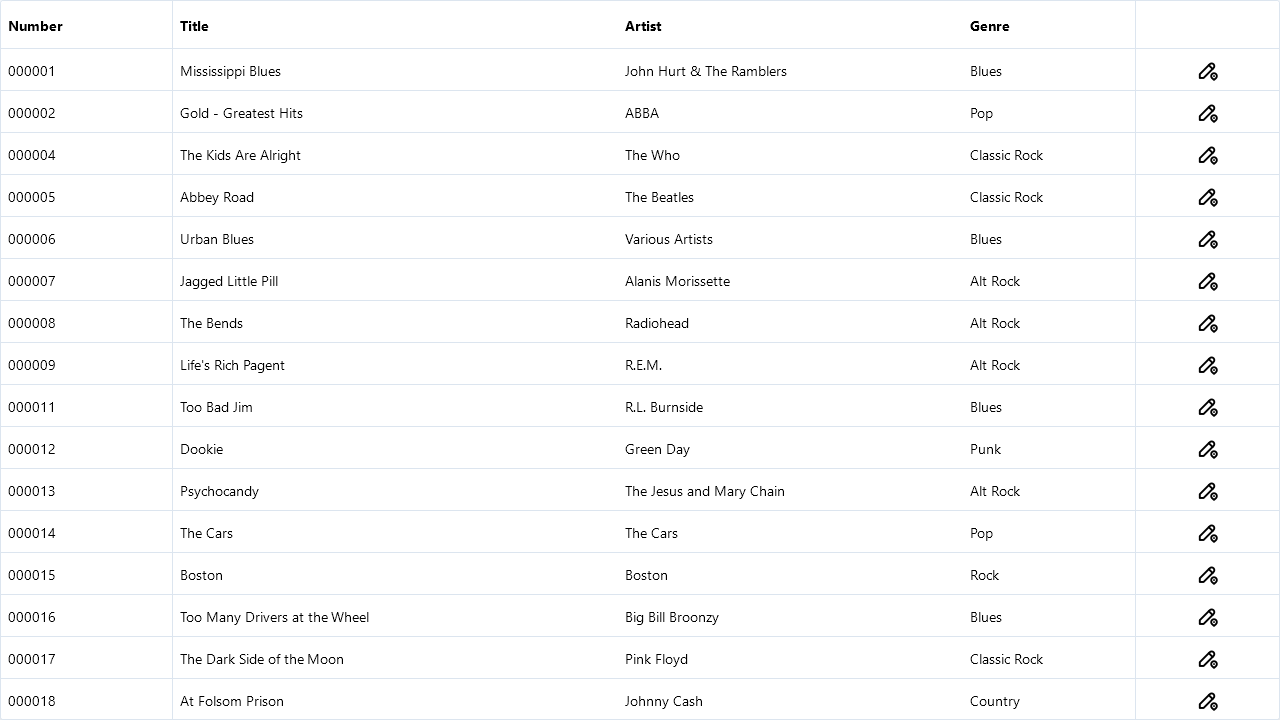 Number Title Artist Genre
000001 Mississippi Blues John Hurt & The Ramblers Blues
000002 Gold - Greatest Hits ABBA Pop
000004 The Kids Are Alright The Who Classic Rock
000005 Abbey Road The Beatles Classic Rock
000006 Urban Blues Various Artists Blues
000007 Jagged Little Pill Alanis Morissette Alt Rock
000008 The Bends Radiohead Alt Rock
000009 Life's Rich Pagent R.E.M. Alt Rock
000011 Too Bad Jim R.L. Burnside Blues
000012 Dookie Green Day Punk
000013 Psychocandy The Jesus and Mary Chain Alt Rock
000014 The Cars The Cars Pop
000015 Boston Boston Rock
000016 Too Many Drivers at the Wheel Big Bill Broonzy Blues
000017 The Dark Side of the Moon Pink Floyd Classic Rock
000018 At Folsom Prison Johnny Cash Country